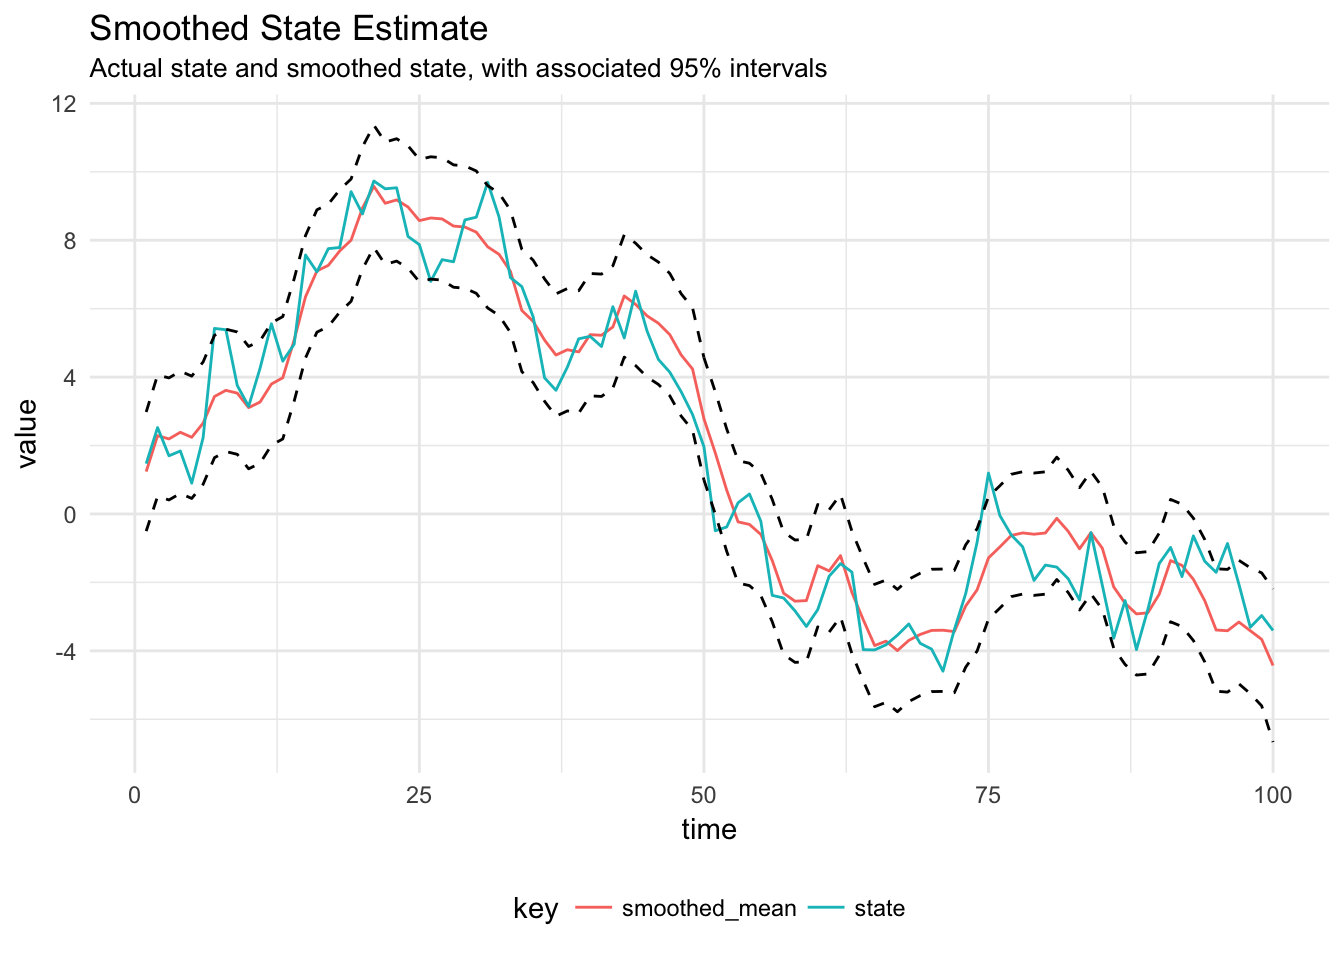 Smoothed State Estimate
Actual state and smoothed state, with associated 95% intervals
12
8
4
0
-4
value
0 25 50 75 100
time
key smoothed_mean state